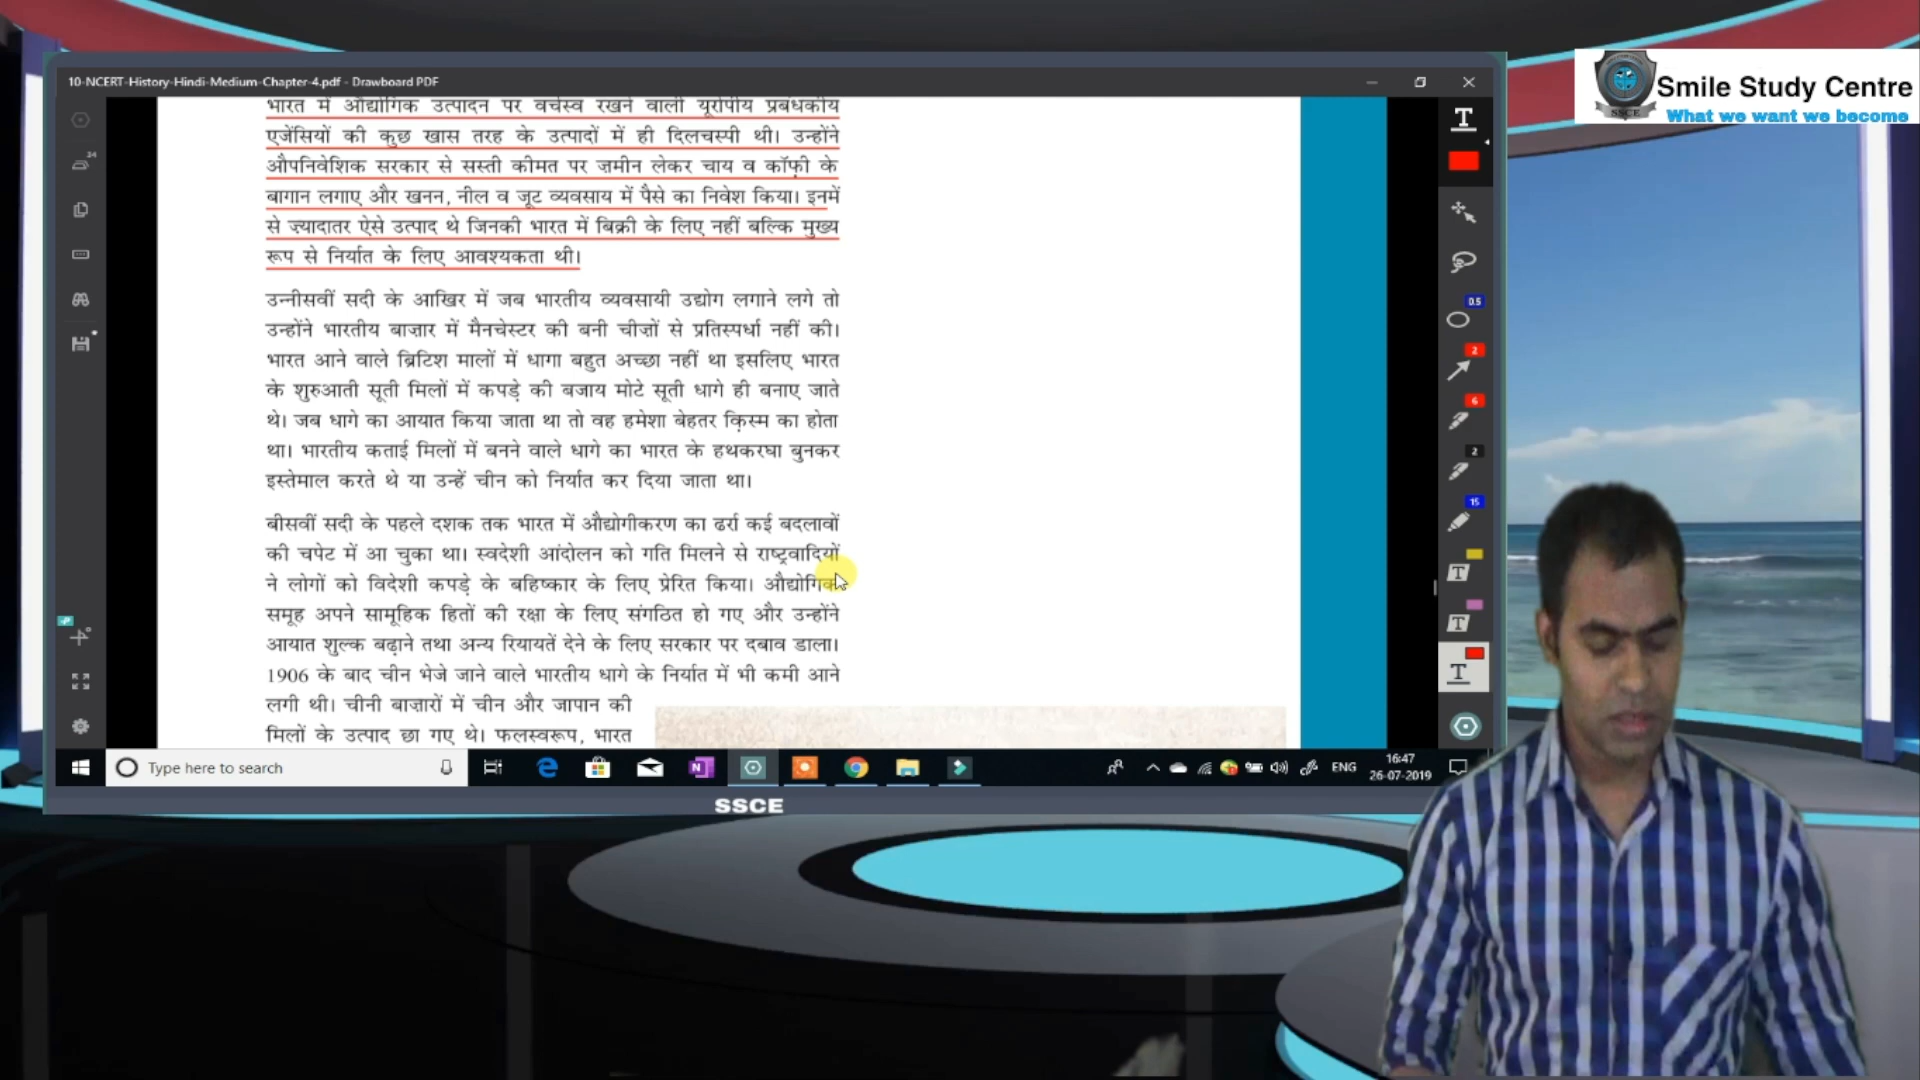 10-NCERT-History-Hindi-Medium-Chapter-4.pdf - Drawboard PDF
Smile Study Centre
What we want we become
SSCE
भारत में औद्योगिक उत्पादन पर वर्चस्व रखने वाली यूरोपीय प्रबंधकीय
एजेंसियों की कुछ खास तरह के उत्पादों में ही दिलचस्पी थी। उन्होंने
औपनिवेशिक सरकार से सस्ती कीमत पर ज़मीन लेकर चाय व कॉफ़ी के
बागान लगाए और खनन, नील व जूट व्यवसाय में पैसे का निवेश किया। इनमें
से ज़्यादातर ऐसे उत्पाद थे जिनकी भारत में बिक्री के लिए नहीं बल्कि मुख्य
रूप से निर्यात के लिए आवश्यकता थी।
उन्नीसवीं सदी के आखिर में जब भारतीय व्यवसायी उद्योग लगाने लगे तो
उन्होंने भारतीय बाज़ार में मैनचेस्टर की बनी चीज़ों से प्रतिस्पर्धा नहीं की।
भारत आने वाले ब्रिटिश मालों में धागा बहुत अच्छा नहीं था इसलिए भारत
के शुरुआती सूती मिलों में कपड़े की बजाय मोटे सूती धागे ही बनाए जाते
थे। जब धागे का आयात किया जाता था तो वह हमेशा बेहतर क़िस्म का होता
था। भारतीय कताई मिलों में बनने वाले धागे का भारत के हथकरघा बुनकर
इस्तेमाल करते थे या उन्हें चीन को निर्यात कर दिया जाता था।
बीसवीं सदी के पहले दशक तक भारत में औद्योगीकरण का ढर्रा कई बदलावों
की चपेट में आ चुका था। स्वदेशी आंदोलन को गति मिलने से राष्ट्रवादियों
ने लोगों को विदेशी कपड़े के बहिष्कार के लिए प्रेरित किया। औद्योगिक
समूह अपने सामूहिक हितों की रक्षा के लिए संगठित हो गए और उन्होंने
आयात शुल्क बढ़ाने तथा अन्य रियायतें देने के लिए सरकार पर दबाव डाला।
1906 के बाद चीन भेजे जाने वाले भारतीय धागे के निर्यात में भी कमी आने
लगी थी। चीनी बाज़ारों में चीन और जापान की
मिलों के उत्पाद छा गए थे। फलस्वरूप, भारत
24
T
0.5
2
6
2
15
T
T
T
Type here to search
N
ENG
16:47
26-07-2019
SSCE